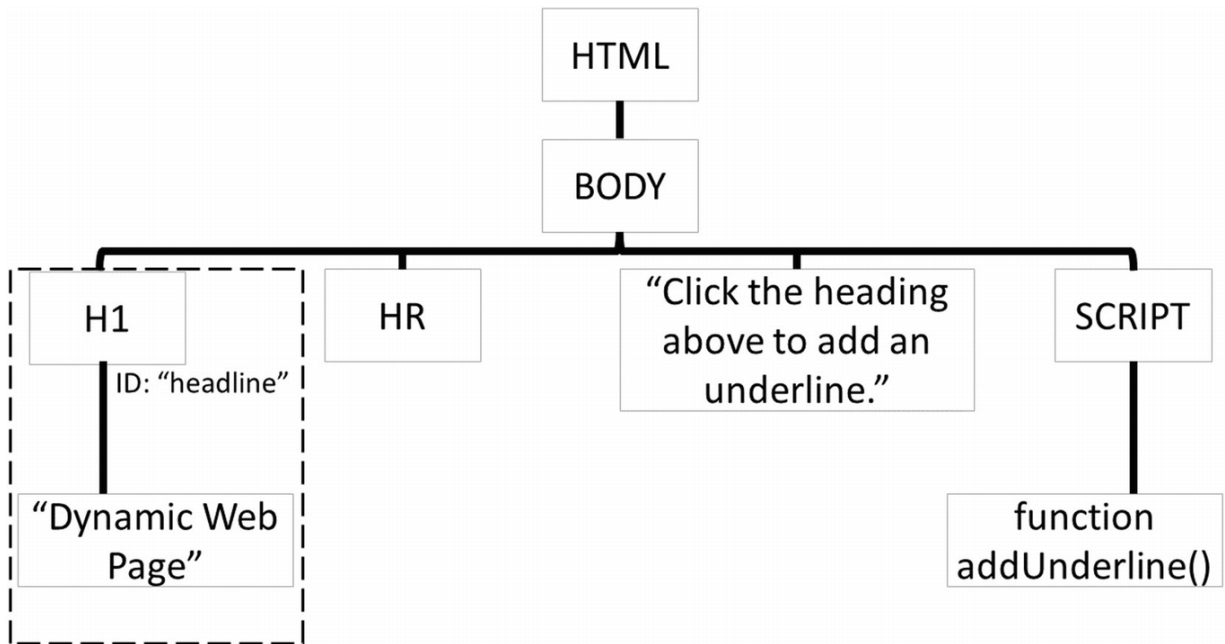 HTML
BODY
H1
HR
“Click the heading
above to add an
underline.”
SCRIPT
ID: “headline”
“Dynamic Web
Page”
function
addUnderline()